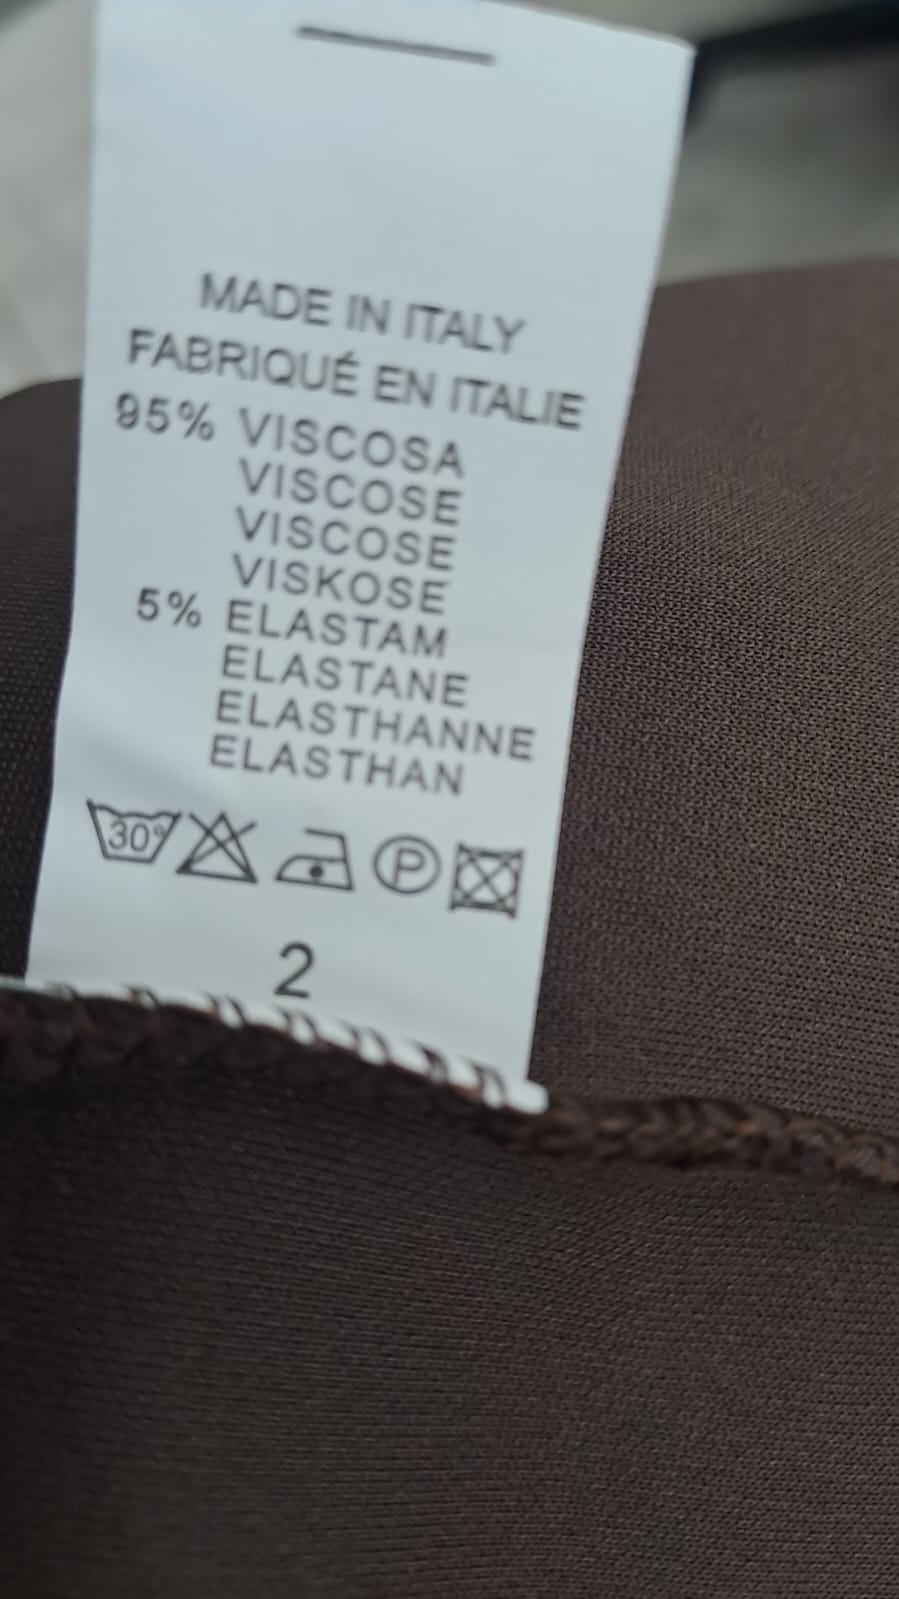 MADE IN ITALY
FABRIQUÉ EN ITALIE
95% VISCOSA
VISCOSE
VISCOSE
VISKOSE
5% ELASTAM
ELASTANE
ELASTHANNE
ELASTHAN
30° P
2